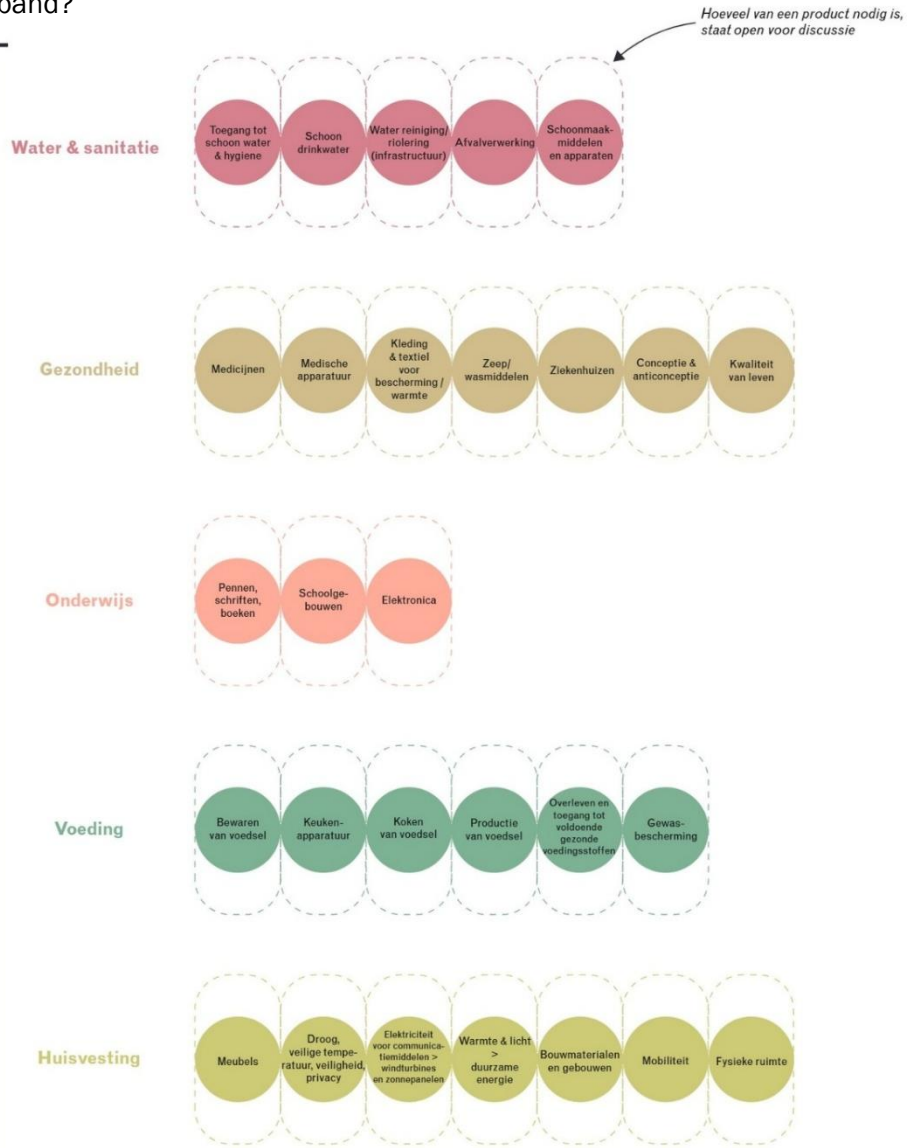 band?
Hoeveel van een product nodig is,
staat open voor discussie
Water & sanitatie
Toegang tot
schoon water
& hygiene
Schoon
drinkwater
Water reiniging/
riolering
(infrastructuur)
Afvalverwerking
Schoonmaak-
middelen
en apparaten
Gezondheid
Medicijnen
Medische
apparatuur
Kleding
& textiel
voor
bescherming /
warmte
Zeep/
wasmiddelen
Ziekenhuizen
Conceptie &
anticonceptie
Kwaliteit
van leven
Onderwijs
Pennen,
schriften,
boeken
Schoolge-
bouwen
Elektronica
Voeding
Bewaren
van voedsel
Keuken-
apparatuur
Koken
van voedsel
Productie
van voedsel
Overleven en
toegang tot
voldoende
gezonde
voedingsstoffen
Gewas-
bescherming
Huisvesting
Meubels
Droog,
veilige tempe-
ratuur, veiligheid,
privacy
Elektriciteit
voor communica-
tiemiddelen >
windturbines
en zonnepanelen
Warmte & licht
>
duurzame
energie
Bouwmaterialen
en gebouwen
Mobiliteit
Fysieke ruimte